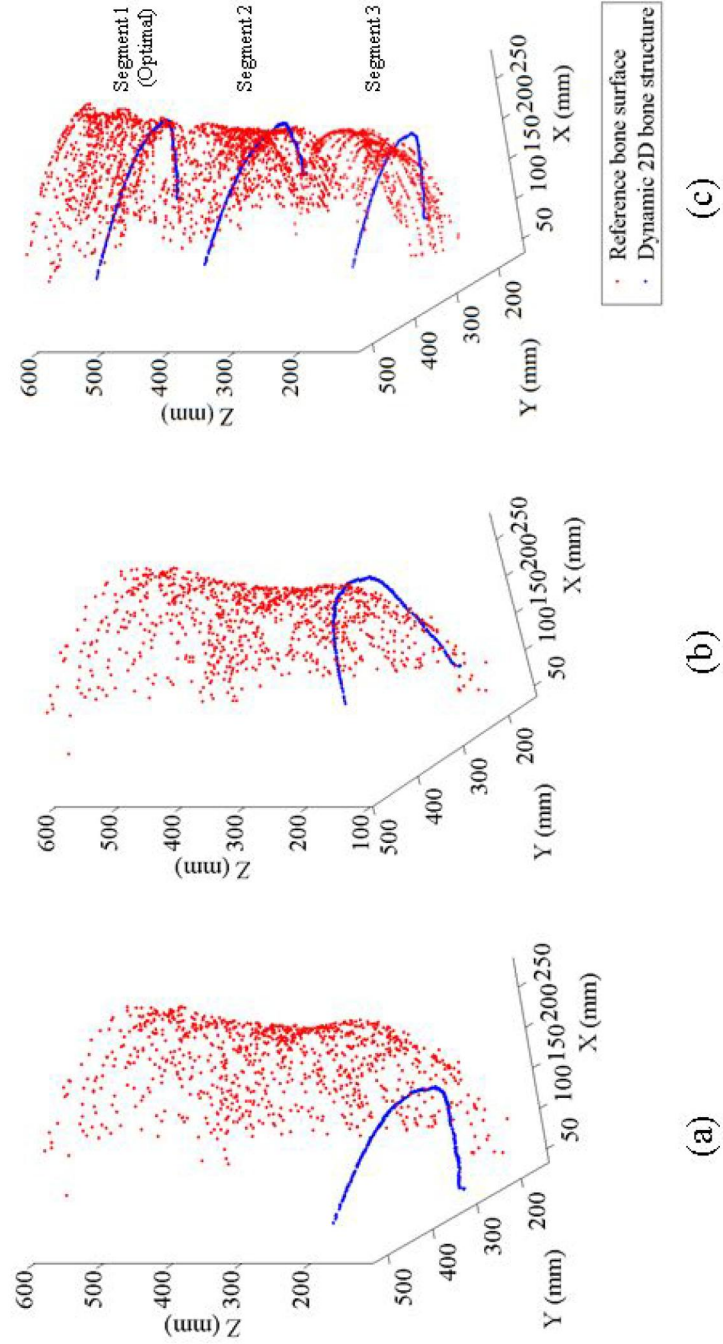 600
500
400
300
200
Z (mm)
500
400
300
200
Y (mm)
50
100
150
200
250
X (mm)
(a)
600
500
400
300
200
100
Z (mm)
500
400
300
200
Y (mm)
50
100
150
200
250
X (mm)
(b)
600
500
400
300
200
Z (mm)
500
400
300
200
Y (mm)
50
100
150
200
250
X (mm)
Segment 1
(Optimal)
Segment 2
Segment 3
Reference bone surface
Dynamic 2D bone structure
(c)